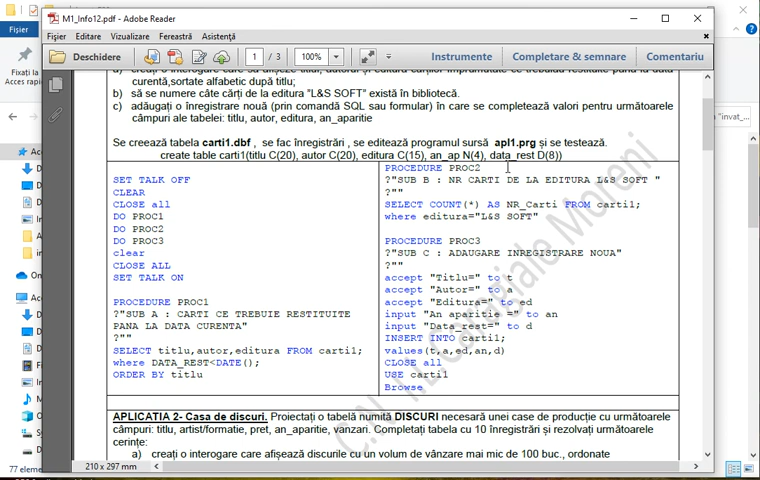 M1_Info12.pdf - Adobe Reader
Fișier
Fișier Editare Vizualizare Fereastră Asistență
Deschidere
1 / 3
100%
Instrumente
Completare & semnare
Comentariu
Fixați la
Acces rapid
curentă,sortate alfabetic după titlu;
b) să se numere câte cărți de la editura "L&S SOFT" există în bibliotecă.
c) adăugați o înregistrare nouă (prin comandă SQL sau formular) în care se completează valori pentru următoarele
câmpuri ale tabelei: titlu, autor, editura, an_aparitie
Se creează tabela carti1.dbf , se fac înregistrări , se editează programul sursă apl1.prg și se testează.
create table carti1(titlu C(20), autor C(20), editura C(15), an_ap N(4), data_rest D(8))
SET TALK OFF
CLEAR
CLOSE all
DO PROC1
DO PROC2
DO PROC3
clear
CLOSE ALL
SET TALK ON
PROCEDURE PROC1
?"SUB A : CARTI CE TREBUIE RESTITUITE
PANA LA DATA CURENTA"
?""
SELECT titlu,autor,editura FROM carti1;
where DATA_REST<DATE();
ORDER BY titlu
PROCEDURE PROC2
?"SUB B : NR CARTI DE LA EDITURA L&S SOFT "
?""
SELECT COUNT(*) AS NR_Carti FROM carti1;
where editura="L&S SOFT"
PROCEDURE PROC3
?"SUB C : ADAUGARE INREGISTRARE NOUA"
?""
accept "Titlu=" to t
accept "Autor=" to a
accept "Editura=" to ed
input "An aparitie =" to an
input "Data_rest=" to d
INSERT INTO carti1;
values(t,a,ed,an,d)
CLOSE all
USE carti1
Browse
APLICATIA 2- Casa de discuri. Proiectați o tabelă numită DISCURI necesară unei case de producție cu următoarele
câmpuri: titlu, artist/formatie, pret, an_aparitie, vanzari. Completați tabela cu 10 înregistrări și rezolvați următoarele
cerințe:
a) creați o interogare care afișează discurile cu un volum de vânzare mai mic de 100 buc., ordonate
210 x 297 mm